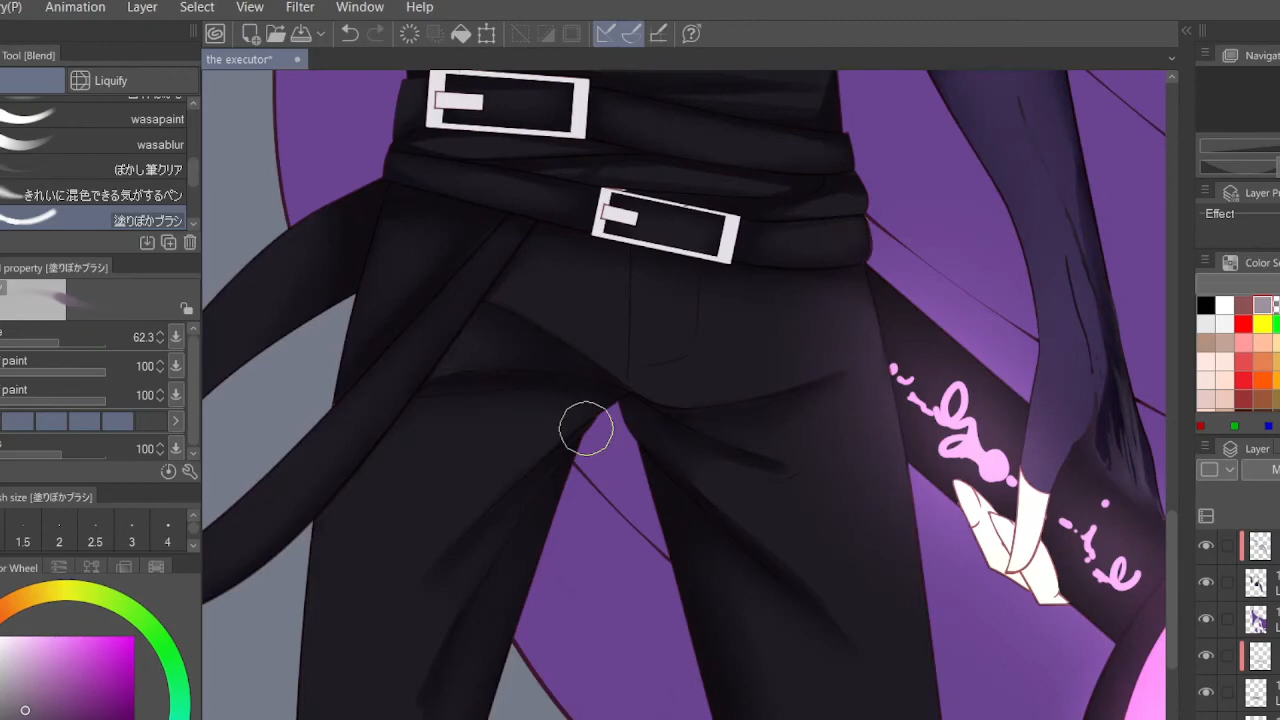 ry(P) Animation Layer Select View Filter Window Help
the executor*
Tool [Blend]
Liquify
wasapaint
wasablur
ぼかし筆クリア
きれいに混色できる気がするペン
塗りぼかブラシ
property [塗りぼかブラシ]
62.3
paint 100
paint 100
100
sh size [塗りぼかブラシ]
1.5 2 2.5 3 4
or Wheel
Navigat
Layer Pr
Effect
Color Se
Layer